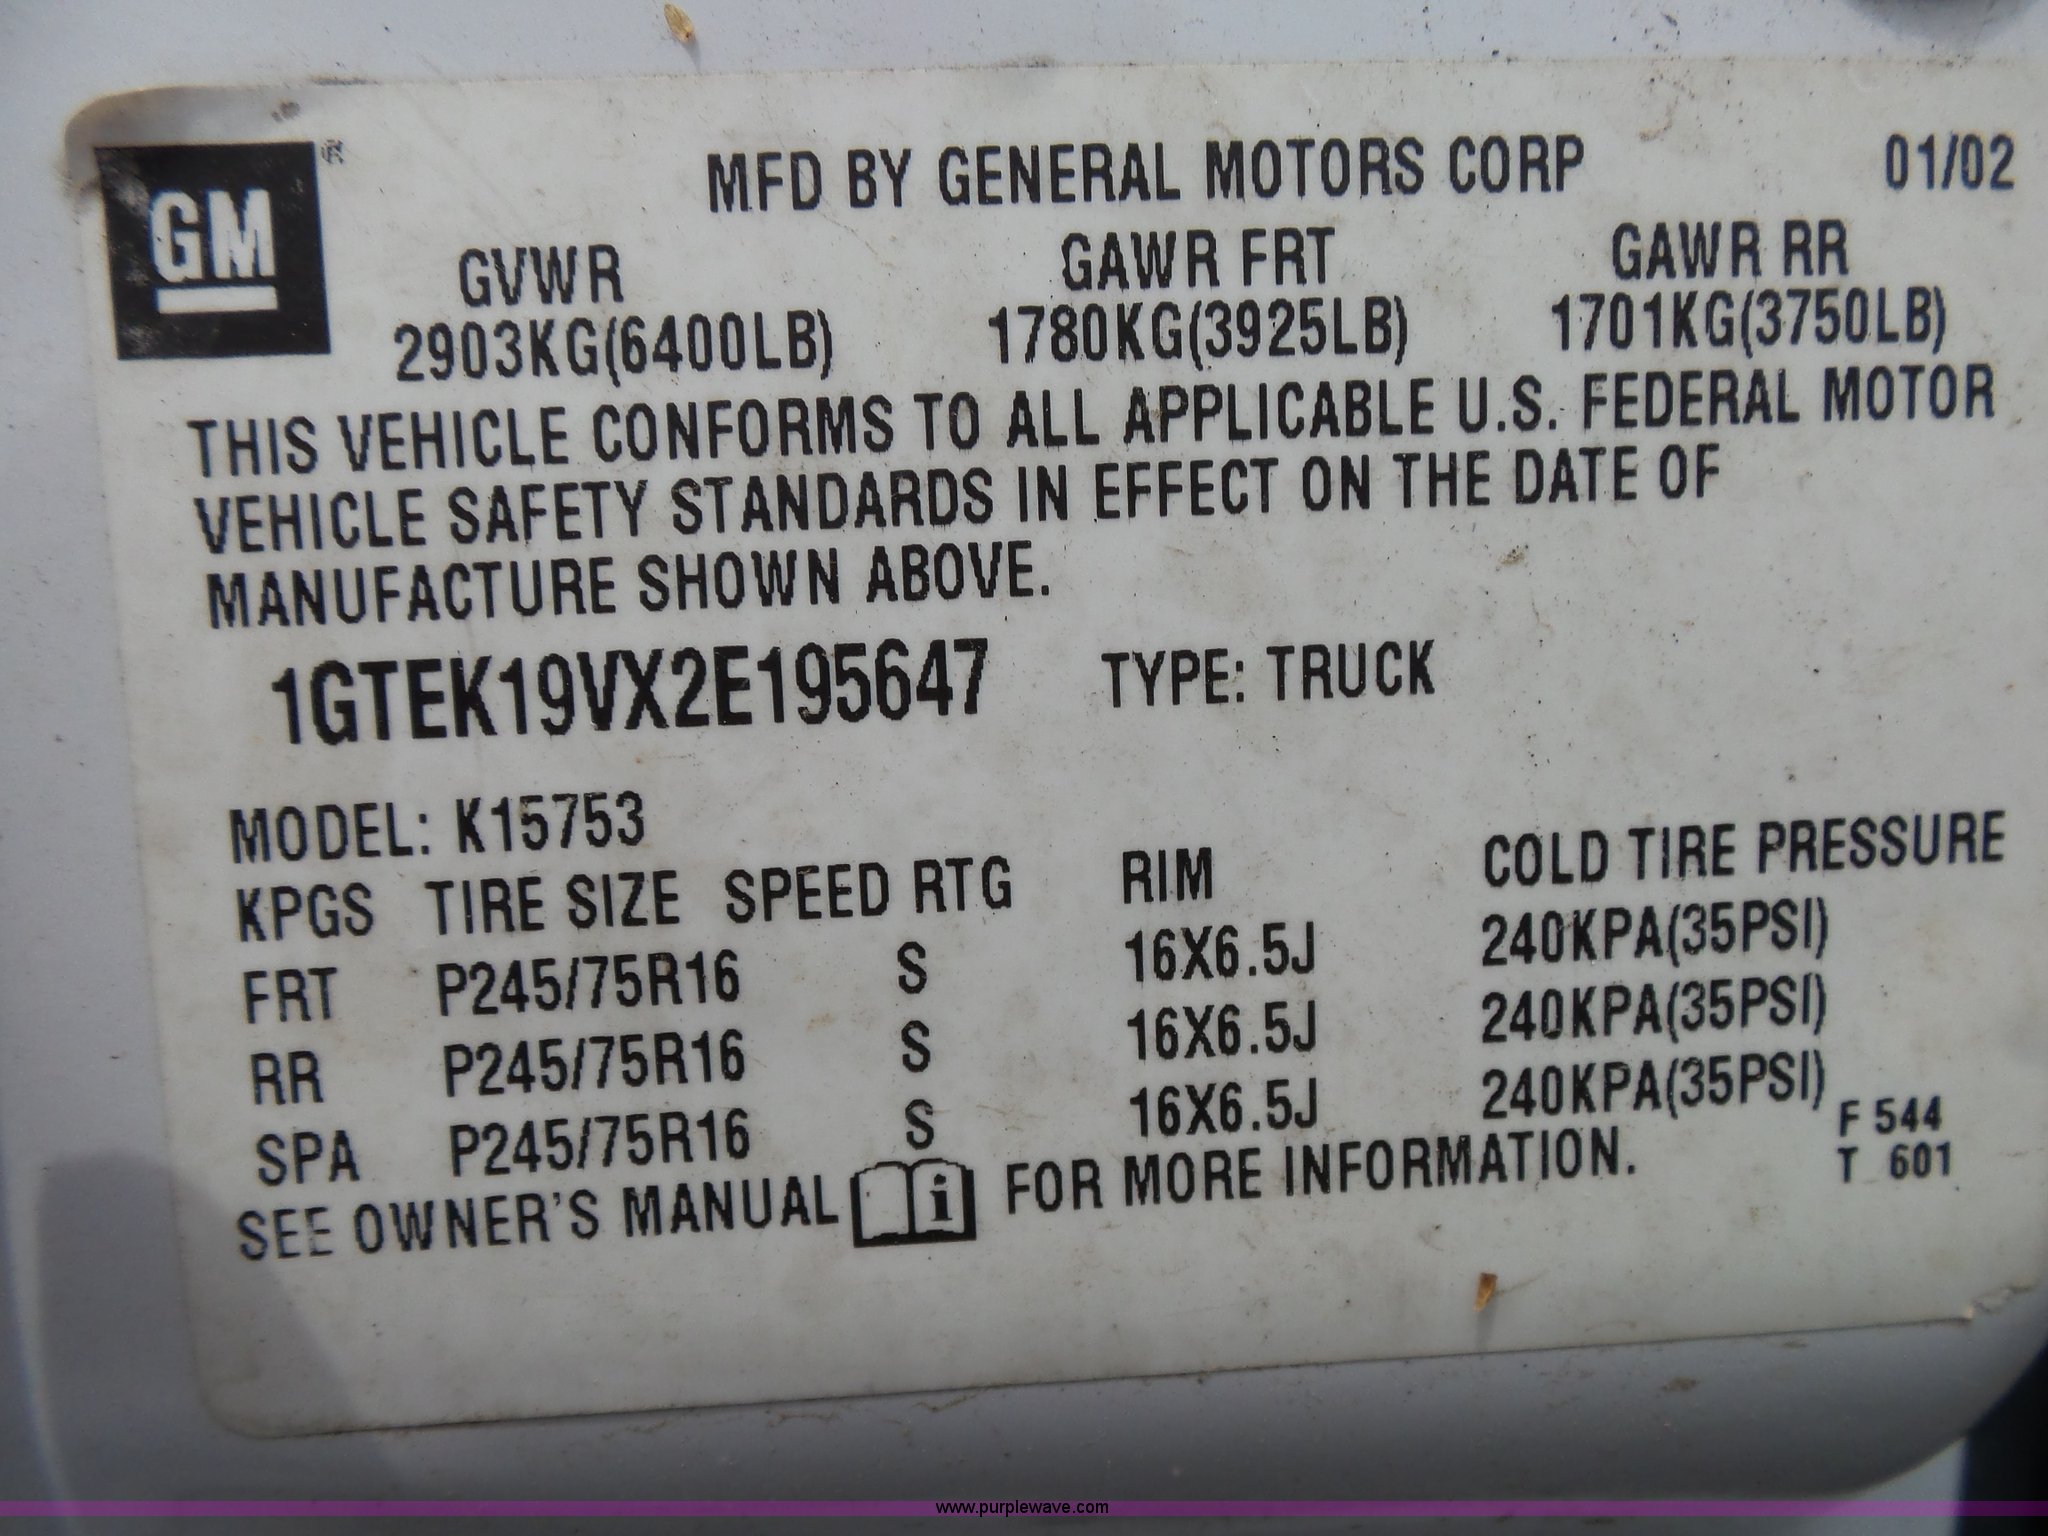 GM ®
MFD BY GENERAL MOTORS CORP 01/02
GVWR GAWR FRT GAWR RR
2903KG(6400LB) 1780KG(3925LB) 1701KG(3750LB)
THIS VEHICLE CONFORMS TO ALL APPLICABLE U.S. FEDERAL MOTOR
VEHICLE SAFETY STANDARDS IN EFFECT ON THE DATE OF
MANUFACTURE SHOWN ABOVE.
1GTEK19VX2E195647 TYPE: TRUCK
MODEL: K15753
KPGS TIRE SIZE SPEED RTG RIM COLD TIRE PRESSURE
FRT P245/75R16 S 16X6.5J 240KPA(35PSI)
RR P245/75R16 S 16X6.5J 240KPA(35PSI)
SPA P245/75R16 S 16X6.5J 240KPA(35PSI)
F 544
SEE OWNER'S MANUAL i FOR MORE INFORMATION. T 601
www.purplewave.com